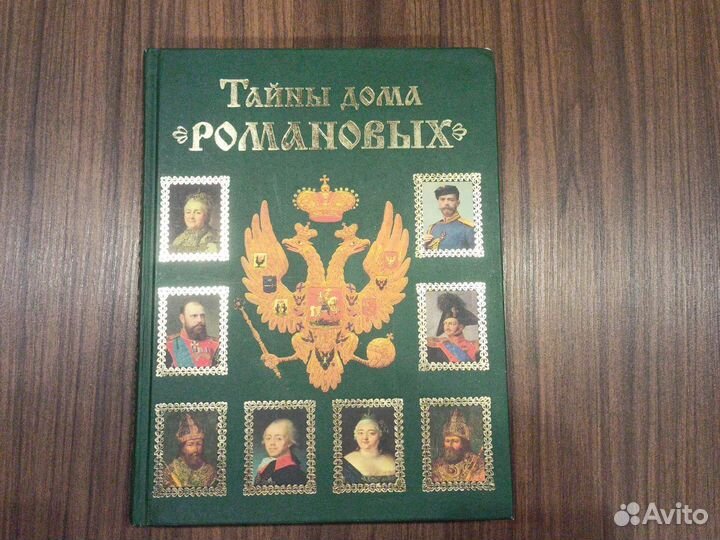 Тайны дома
Романовых
Avito